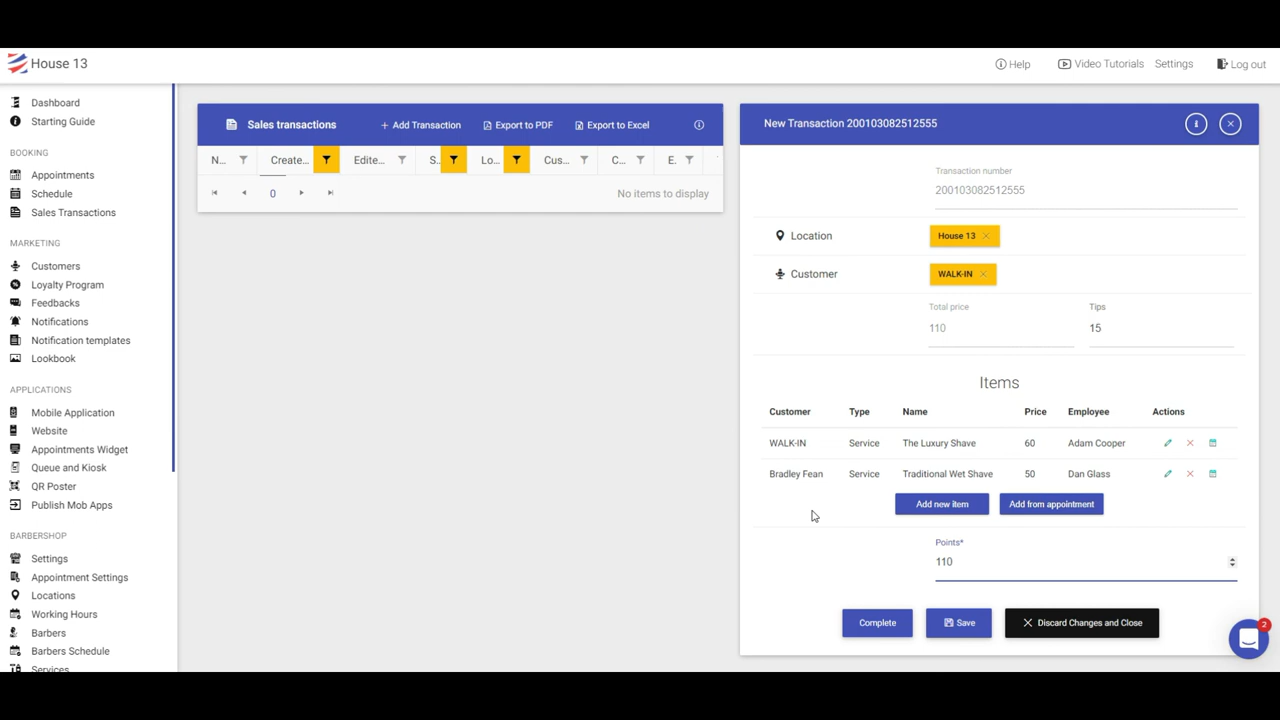 House 13
Help
Video Tutorials
Settings
Log out
Dashboard
Starting Guide
BOOKING
Appointments
Schedule
Sales Transactions
MARKETING
Customers
Loyalty Program
Feedbacks
Notifications
Notification templates
Lookbook
APPLICATIONS
Mobile Application
Website
Appointments Widget
Queue and Kiosk
QR Poster
Publish Mob Apps
BARBERSHOP
Settings
Appointment Settings
Locations
Working Hours
Barbers
Barbers Schedule
Services
Sales transactions
+ Add Transaction
Export to PDF
Export to Excel
N... Create... Edite... S.. Lo... Cus... C... E.
0
No items to display
New Transaction 200103082512555
Transaction number
200103082512555
Location House 13
Customer WALK-IN
Total price Tips
110 15
Items
Customer Type Name Price Employee Actions
WALK-IN Service The Luxury Shave 60 Adam Cooper
Bradley Fean Service Traditional Wet Shave 50 Dan Glass
Add new item Add from appointment
Points*
110
Complete Save Discard Changes and Close
2